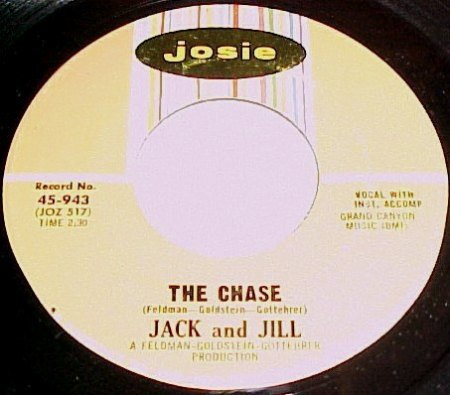 josie
Record No.
45-943
(JOZ 517)
TIME 2,30
VOCAL WITH
INST, ACCOMP
GRAND CANYON
MUSIC (BMI)
THE CHASE
(Feldman—Goldstein—Gottehrer)
JACK and JILL
A FELDMAN-GOLDSTEIN-GOTTEHRER
PRODUCTION